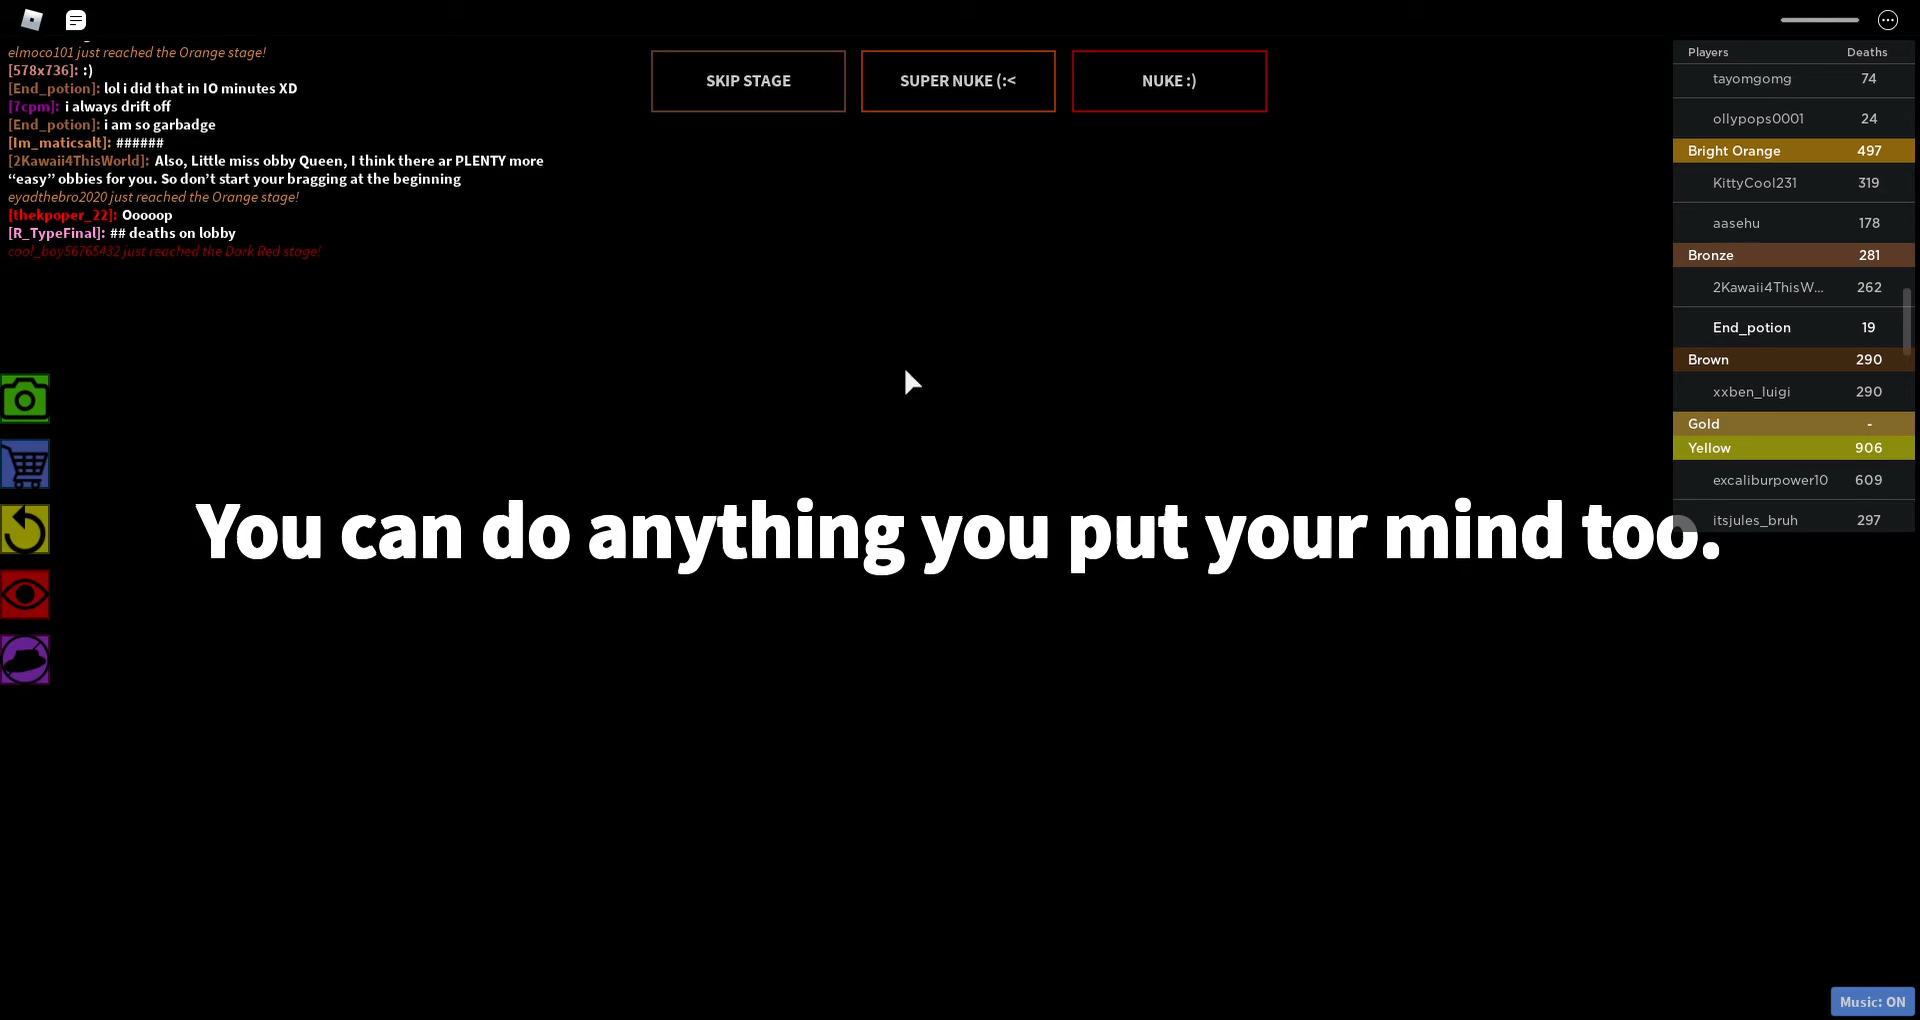 elmoco101 just reached the Orange stage!
[578x736]: :)
[End_potion]: lol i did that in IO minutes XD
[7cpm]: i always drift off
[End_potion]: i am so garbadge
[Im_maticsalt]: ######
[2Kawaii4ThisWorld]: Also, Little miss obby Queen, I think there ar PLENTY more
“easy” obbies for you. So don’t start your bragging at the beginning
eyadthebro2020 just reached the Orange stage!
[thekpoper_22]: Ooooop
[R_TypeFinal]: ## deaths on lobby
cool_boy56765432 just reached the Dark Red stage!
SKIP STAGE
SUPER NUKE (:<
NUKE :)
Players Deaths
tayomgomg 74
ollypops0001 24
Bright Orange 497
KittyCool231 319
aasehu 178
Bronze 281
2Kawaii4ThisW... 262
End_potion 19
Brown 290
xxben_luigi 290
Gold -
Yellow 906
excaliburpower10 609
itsjules_bruh 297
You can do anything you put your mind too.
Music: ON